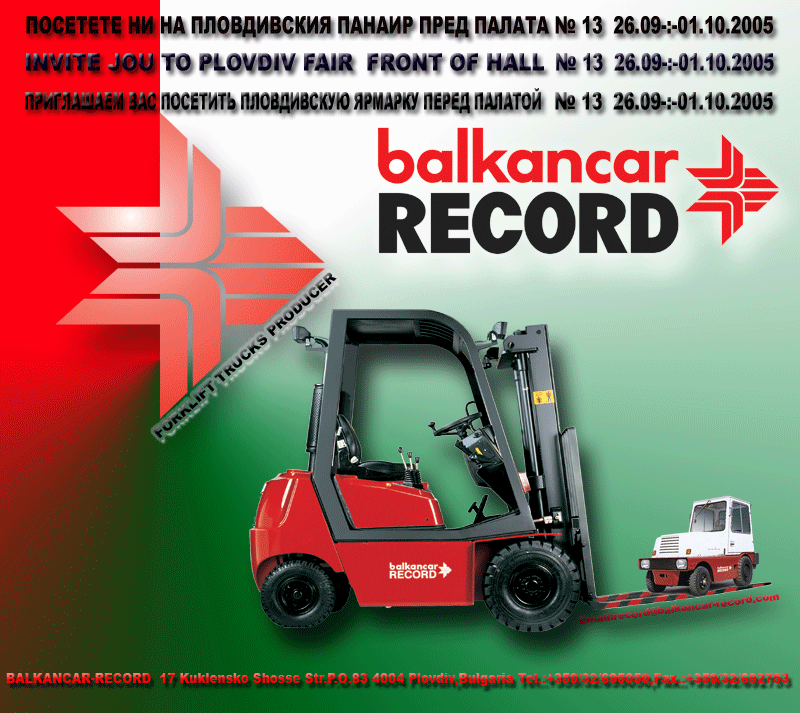 ПОСЕТЕТЕ НИ НА ПЛОВДИВСКИЯ ПАНАИР ПРЕД ПАЛАТА № 13 26.09-:-01.10.2005
INVITE JOU TO PLOVDIV FAIR FRONT OF HALL № 13 26.09-:-01.10.2005
ПРИГЛАШАЕМ ВАС ПОСЕТИТЬ ПЛОВДИВСКУЮ ЯРМАРКУ ПЕРЕД ПАЛАТОЙ № 13 26.09-:-01.10.2005
balkancar
RECORD
FORKLIFT TRUCKS PRODUCER
balkancar
RECORD
BALKANCAR-RECORD 17 Kuklensko Shosse Str.P.O.83 4004 Plovdiv,Bulgaria Tel.: